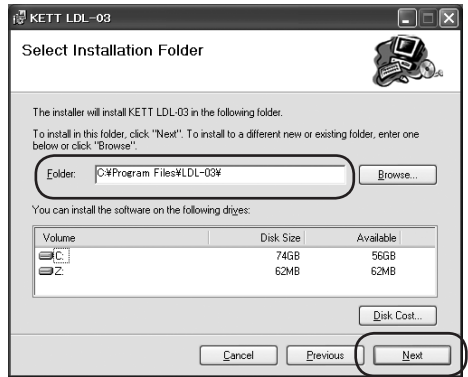 KETT LDL-03
Select Installation Folder
The installer will install KETT LDL-03 in the following folder.
To install in this folder, click "Next". To install to a different new or existing folder, enter one
below or click "Browse".
Folder: C:¥Program Files¥LDL-03¥ Browse...
You can install the software on the following drives:
Volume Disk Size Available
C: 74GB 56GB
Z: 62MB 62MB
Disk Cost...
Cancel Previous Next